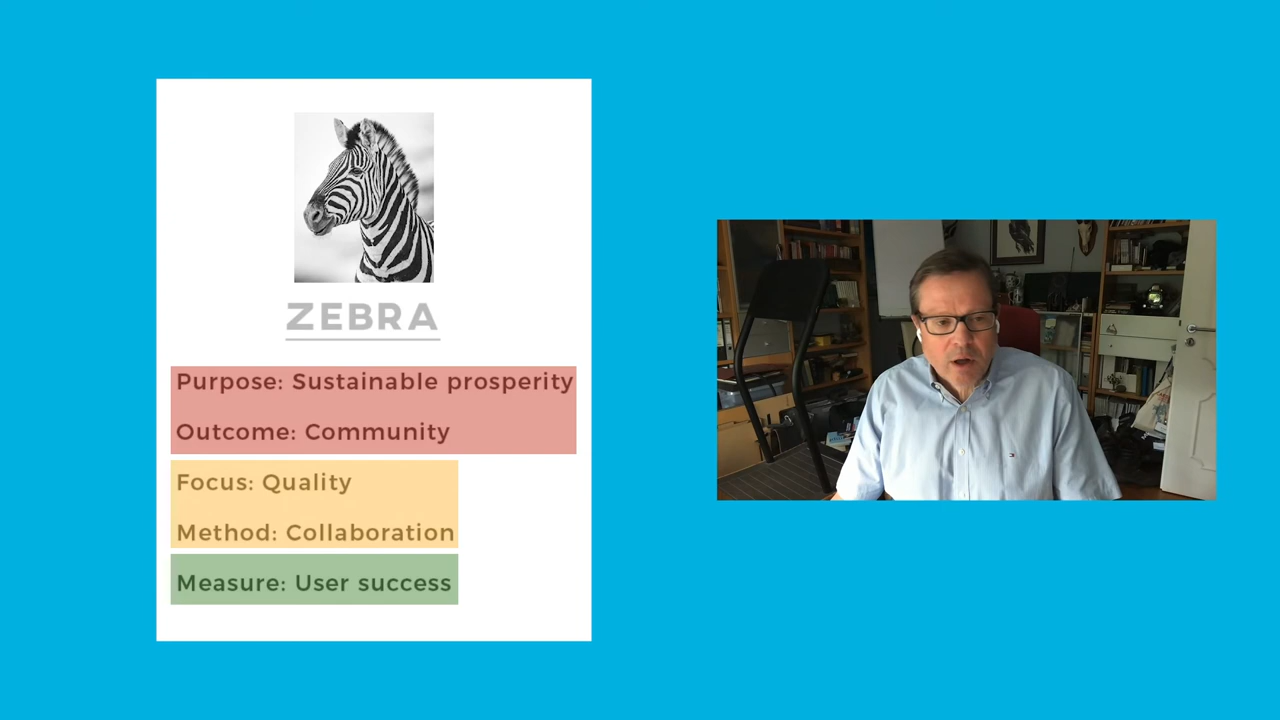 ZEBRA
Purpose: Sustainable prosperity
Outcome: Community
Focus: Quality
Method: Collaboration
Measure: User success